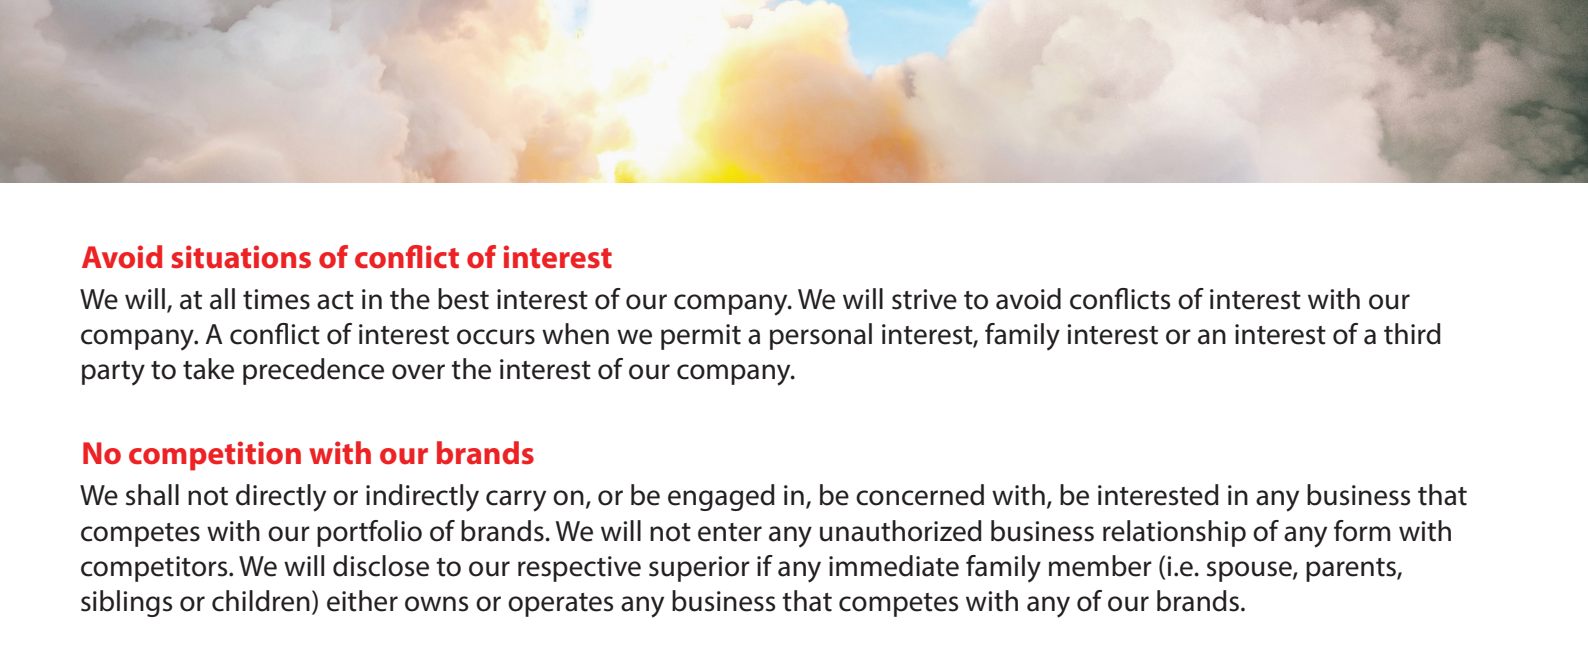 Avoid situations of conflict of interest
We will, at all times act in the best interest of our company. We will strive to avoid conflicts of interest with our
company. A conflict of interest occurs when we permit a personal interest, family interest or an interest of a third
party to take precedence over the interest of our company.
No competition with our brands
We shall not directly or indirectly carry on, or be engaged in, be concerned with, be interested in any business that
competes with our portfolio of brands. We will not enter any unauthorized business relationship of any form with
competitors. We will disclose to our respective superior if any immediate family member (i.e. spouse, parents,
siblings or children) either owns or operates any business that competes with any of our brands.